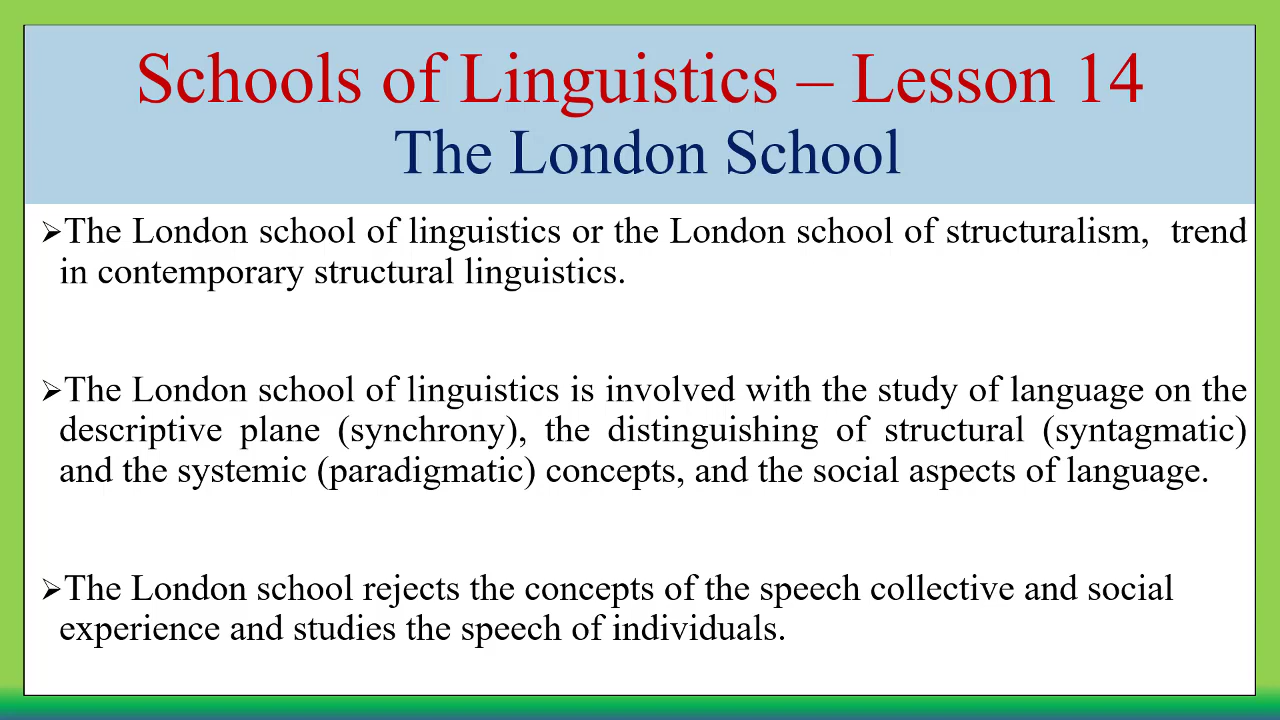 Schools of Linguistics – Lesson 14
The London School
➢The London school of linguistics or the London school of structuralism, trend
in contemporary structural linguistics.
➢The London school of linguistics is involved with the study of language on the
descriptive plane (synchrony), the distinguishing of structural (syntagmatic)
and the systemic (paradigmatic) concepts, and the social aspects of language.
➢The London school rejects the concepts of the speech collective and social
experience and studies the speech of individuals.